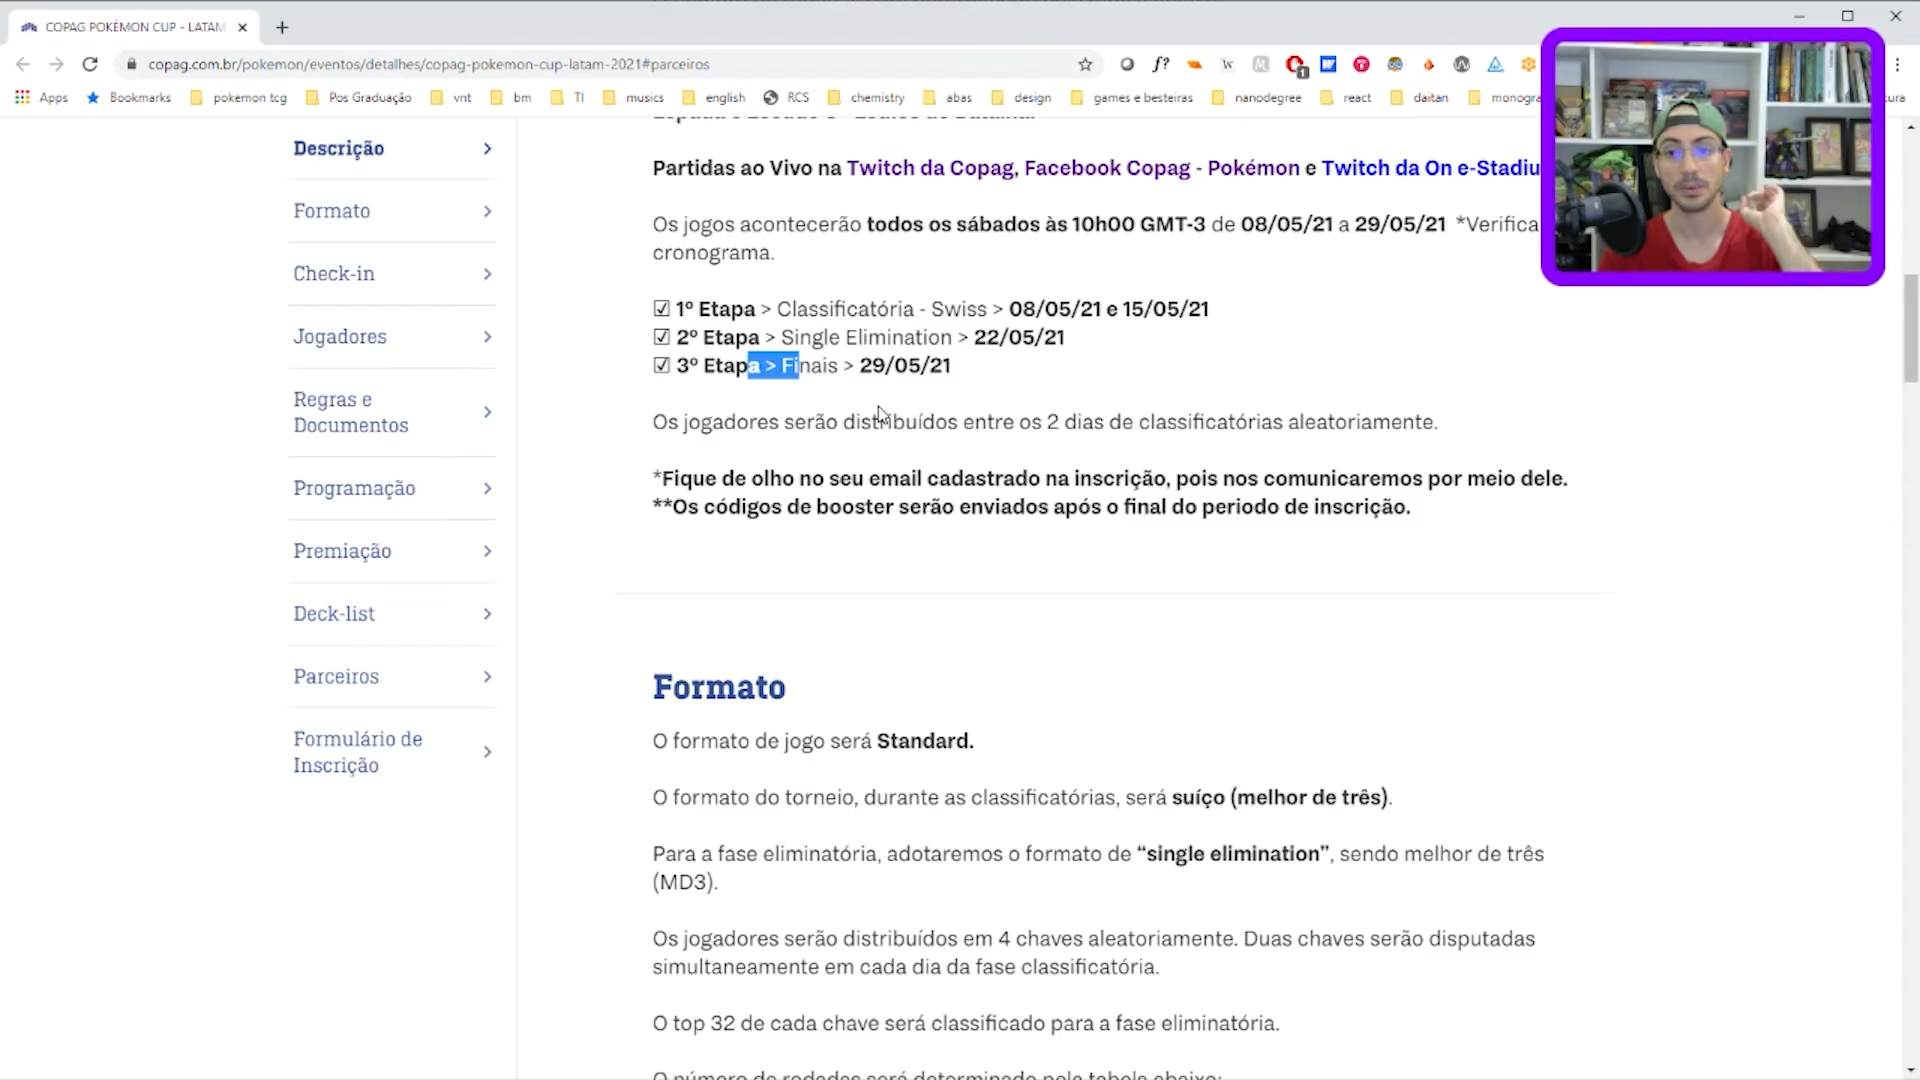 COPAG POKÉMON CUP - LATAM
copag.com.br/pokemon/eventos/detalhes/copag-pokemon-cup-latam-2021#parceiros
Apps Bookmarks pokemon tcg Pos Graduação vnt bm TI musics english RCS chemistry abas design games e besteiras nanodegree react daitan monogra
Descrição
Formato
Check-in
Jogadores
Regras e
Documentos
Programação
Premiação
Deck-list
Parceiros
Formulário de
Inscrição
Partidas ao Vivo na Twitch da Copag, Facebook Copag - Pokémon e Twitch da On e-Stadiu
Os jogos acontecerão todos os sábados às 10h00 GMT-3 de 08/05/21 a 29/05/21 *Verifica
cronograma.
☑ 1º Etapa > Classificatória - Swiss > 08/05/21 e 15/05/21
☑ 2º Etapa > Single Elimination > 22/05/21
☑ 3º Etapa > Finais > 29/05/21
Os jogadores serão distribuídos entre os 2 dias de classificatórias aleatoriamente.
*Fique de olho no seu email cadastrado na inscrição, pois nos comunicaremos por meio dele.
**Os códigos de booster serão enviados após o final do periodo de inscrição.
Formato
O formato de jogo será Standard.
O formato do torneio, durante as classificatórias, será suíço (melhor de três).
Para a fase eliminatória, adotaremos o formato de “single elimination”, sendo melhor de três
(MD3).
Os jogadores serão distribuídos em 4 chaves aleatoriamente. Duas chaves serão disputadas
simultaneamente em cada dia da fase classificatória.
O top 32 de cada chave será classificado para a fase eliminatória.
O número de rodadas será determinado pela tabela abaixo: